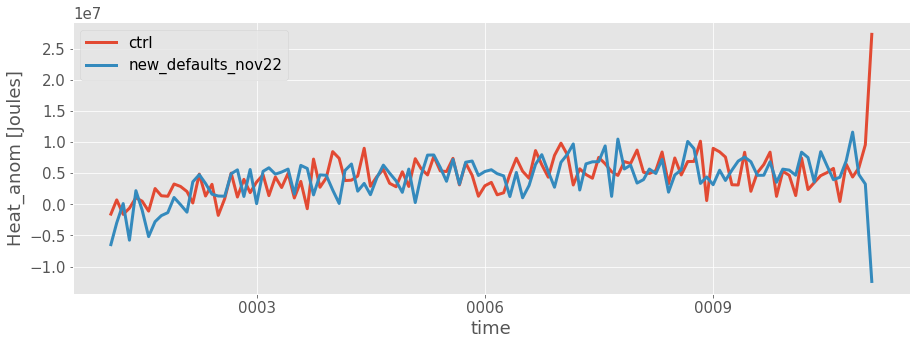 1e7
ctrl
new_defaults_nov22
2.5
2.0
1.5
1.0
0.5
0.0
−0.5
−1.0
Heat_anom [Joules]
0003 0006 0009
time